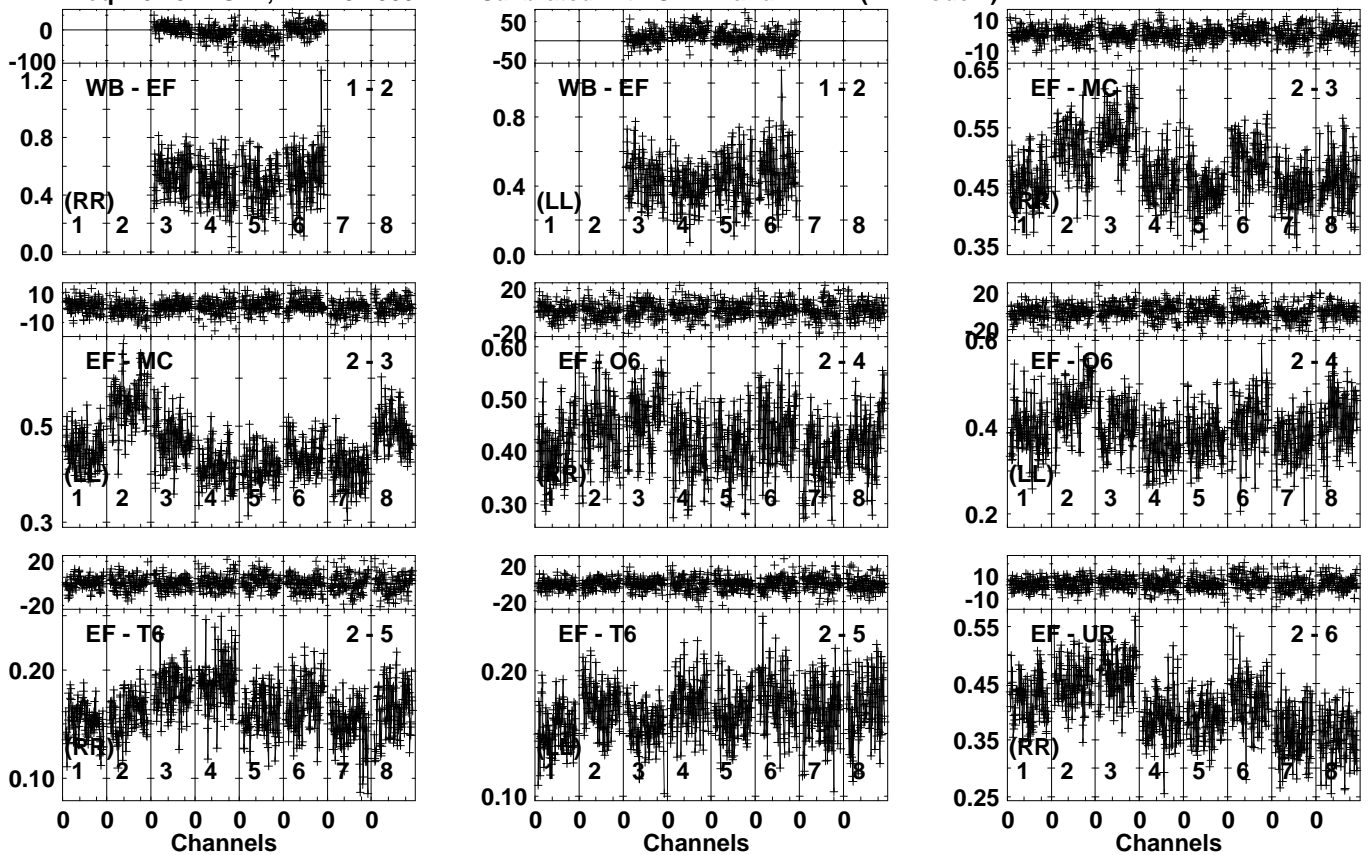 0
-100
1.2
WB - EF 1 - 2
0.8
0.4
(RR)
1 2 3 4 5 6 7 8
0.0
50
-50
WB - EF 1 - 2
0.8
0.4
(LL)
1 2 3 4 5 6 7 8
0.0
10
-10
0.65
EF - MC 2 - 3
0.55
0.45
(RR)
1 2 3 4 5 6 7 8
0.35
10
-10
EF - MC 2 - 3
0.5
(LL)
1 2 3 4 5 6 7 8
0.3
20
-20
0.60
EF - O6 2 - 4
0.50
0.40
(RR)
1 2 3 4 5 6 7 8
0.30
20
20
0.6
EF - O6 2 - 4
0.4
(LL)
1 2 3 4 5 6 7 8
0.2
20
-20
EF - T6 2 - 5
0.20
(RR)
1 2 3 4 5 6 7 8
0.10
0 0 0 0 0 0 0 0
Channels
20
-20
EF - T6 2 - 5
0.20
(LL)
1 2 3 4 5 6 7 8
0.10
0 0 0 0 0 0 0 0
Channels
10
-10
0.55
EF - UR 2 - 6
0.45
0.35
(RR)
1 2 3 4 5 6 7 8
0.25
0 0 0 0 0 0 0 0
Channels